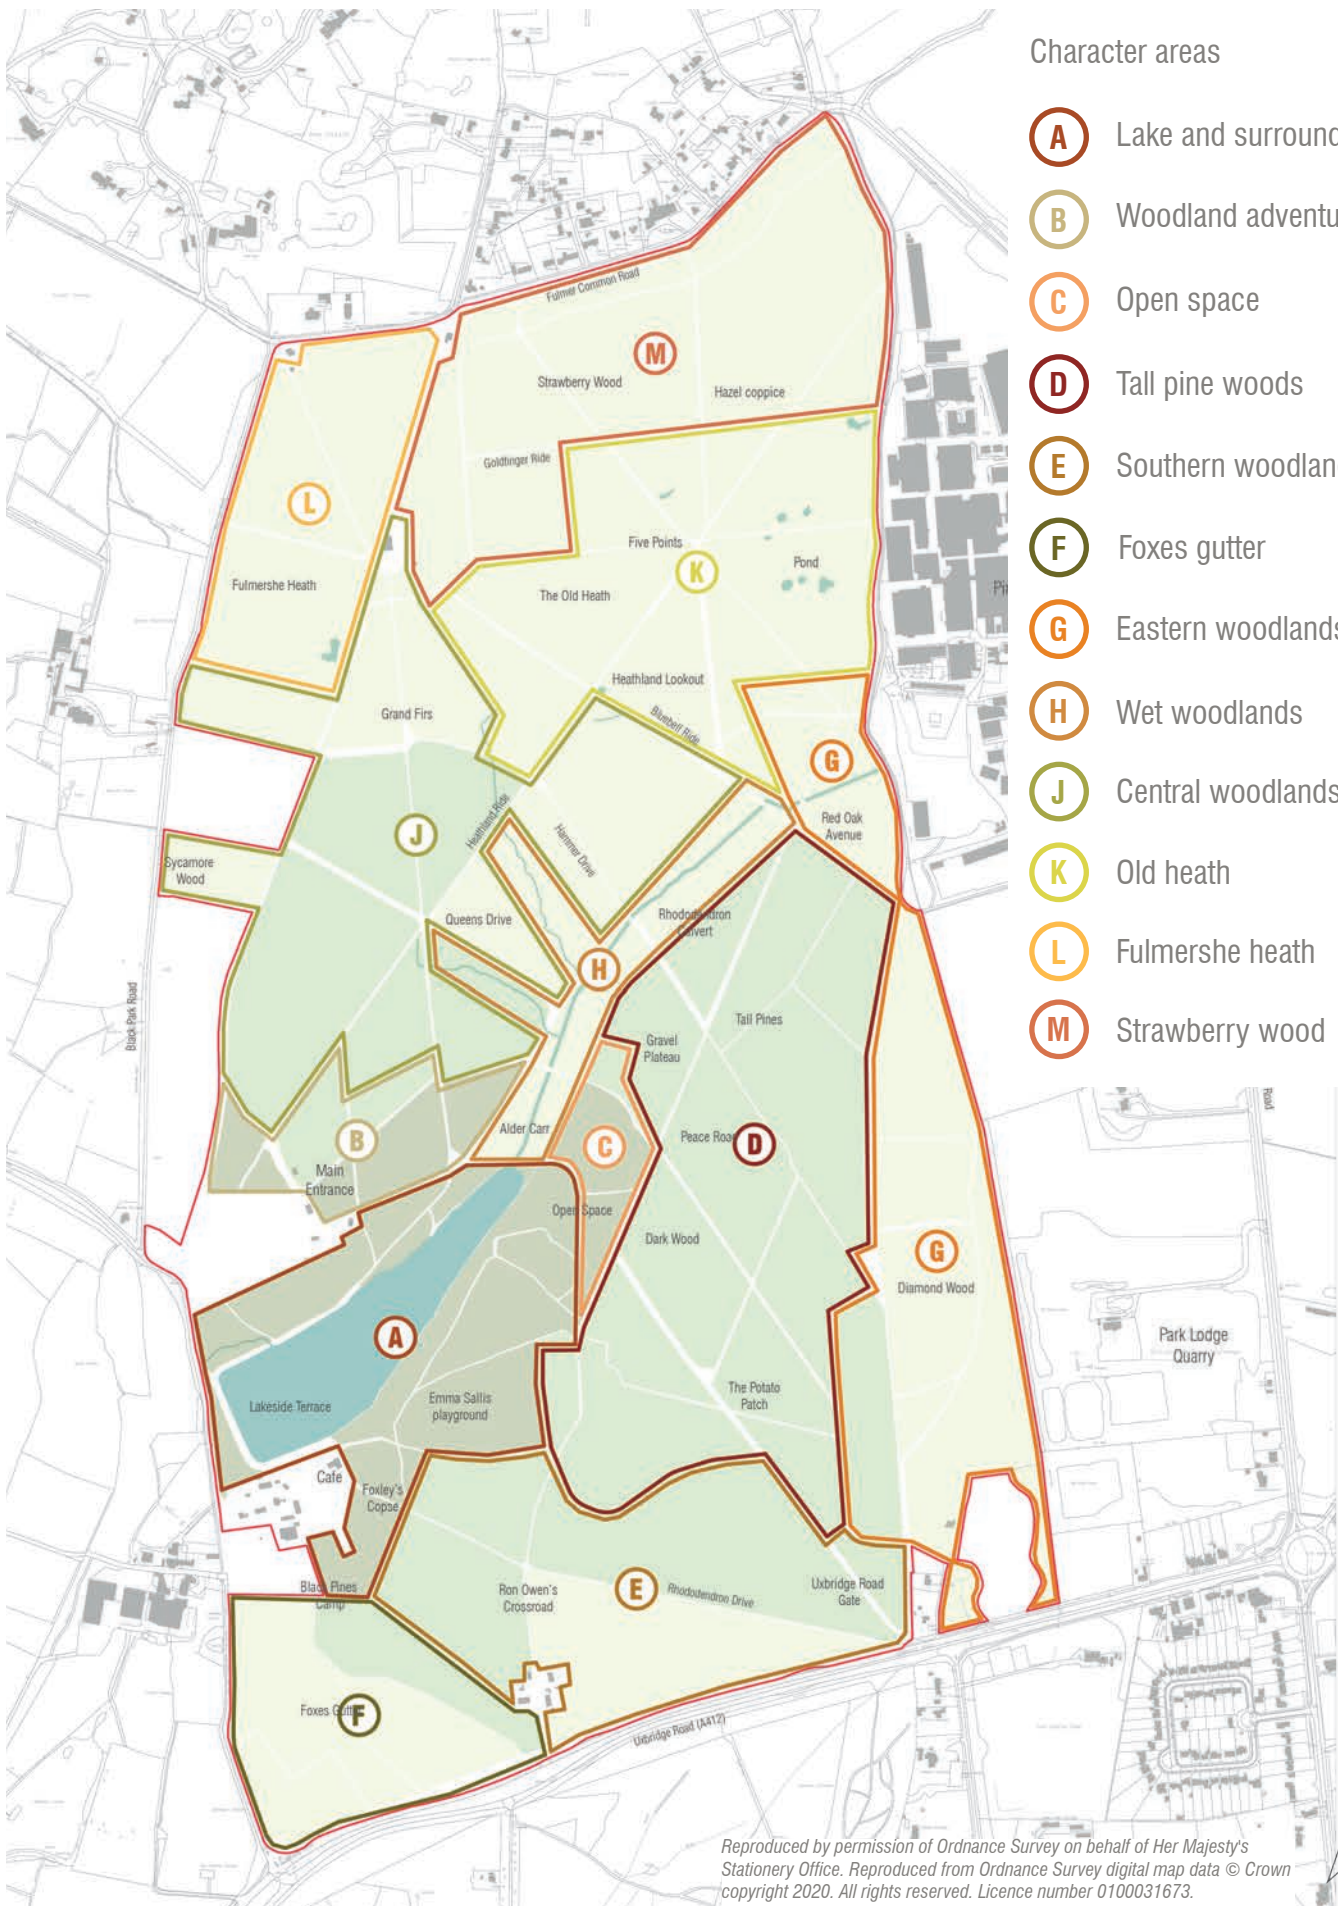 Character areas
A Lake and surround
B Woodland adventu
C Open space
D Tall pine woods
E Southern woodlan
F Foxes gutter
G Eastern woodlands
H Wet woodlands
J Central woodlands
K Old heath
L Fulmershe heath
M Strawberry wood
Fulmer Common Road
M
Strawberry Wood
Hazel coppice
Goldfinger Ride
L
Five Points
Pond
K
Fulmershe Heath
The Old Heath
Pi
Heathland Lookout
Grand Firs
Bluebell Ride
G
Red Oak
Avenue
J
Heathland Ride
Hammer Drive
Sycamore
Wood
Queens Drive
Rhododendron
Culvert
H
Black Park Road
Tall Pines
Gravel
Plateau
Road
Alder Carr
B
C
Peace Road
D
Main
Entrance
Open Space
Dark Wood
G
Diamond Wood
A
Park Lodge
Quarry
Lakeside Terrace
Emma Sallis
playground
The Potato
Patch
Cafe
Foxley's
Copse
Black Pines
Camp
Ron Owen's
Crossroad
E
Rhododendron Drive
Uxbridge Road
Gate
Foxes Gutter
F
Uxbridge Road (A412)
Reproduced by permission of Ordnance Survey on behalf of Her Majesty's
Stationery Office. Reproduced from Ordnance Survey digital map data © Crown
copyright 2020. All rights reserved. Licence number 0100031673.